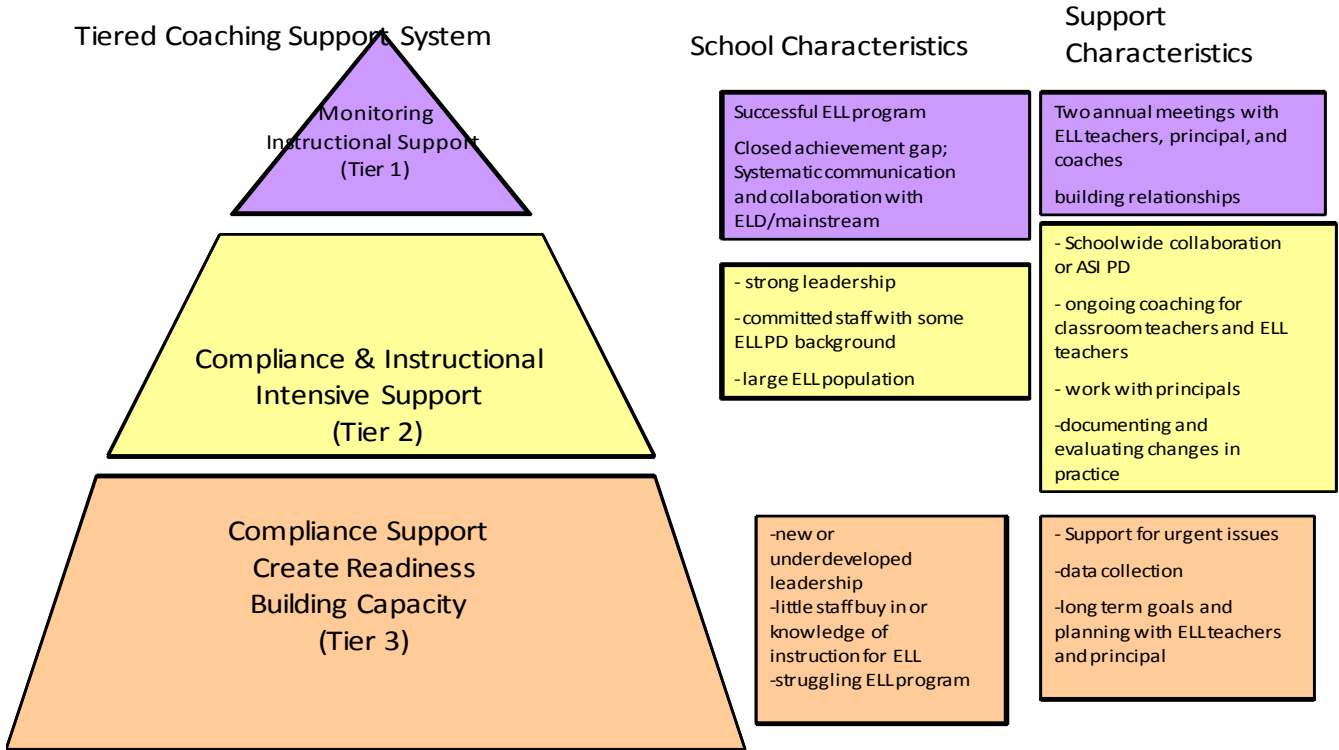 Tiered Coaching Support System
School Characteristics
Support
Characteristics
Monitoring
Instructional Support
(Tier 1)
Successful ELL program
Closed achievement gap;
Systematic communication
and collaboration with
ELD/mainstream
Two annual meetings with
ELL teachers, principal, and
coaches
building relationships
Compliance & Instructional
Intensive Support
(Tier 2)
- strong leadership
-committed staff with some
ELL PD background
-large ELL population
- Schoolwide collaboration
or ASI PD
- ongoing coaching for
classroom teachers and ELL
teachers
- work with principals
-documenting and
evaluating changes in
practice
Compliance Support
Create Readiness
Building Capacity
(Tier 3)
-new or
underdeveloped
leadership
-little staff buy in or
knowledge of
instruction for ELL
-struggling ELL program
- Support for urgent issues
-data collection
-long term goals and
planning with ELL teachers
and principal